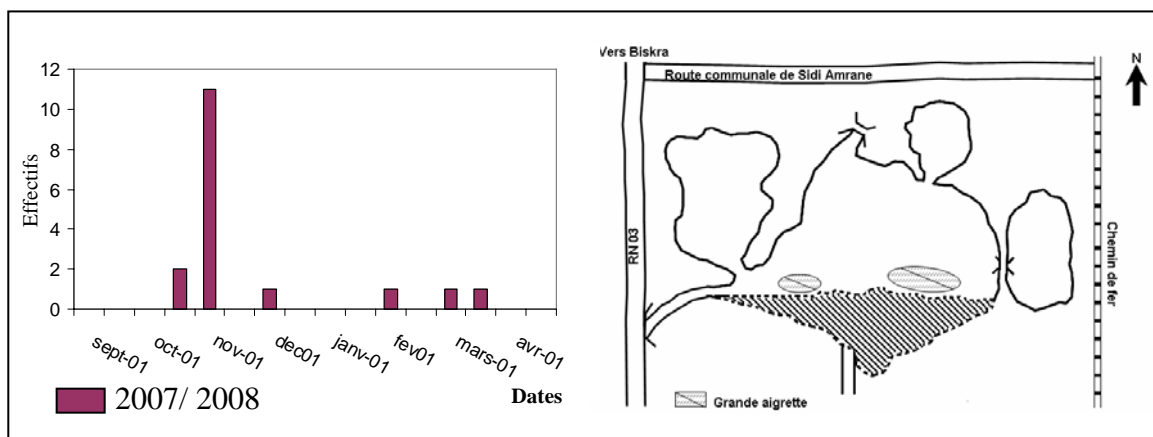 12
10
8
6
4
2
0
Effectifs
sept-01
oct-01
nov-01
dec01
janv-01
fev01
mars-01
avr-01
2007/ 2008
Dates
Vers Biskra
Route communale de Sidi Amrane
N
RN 03
Chemin de fer
Grande aigrette